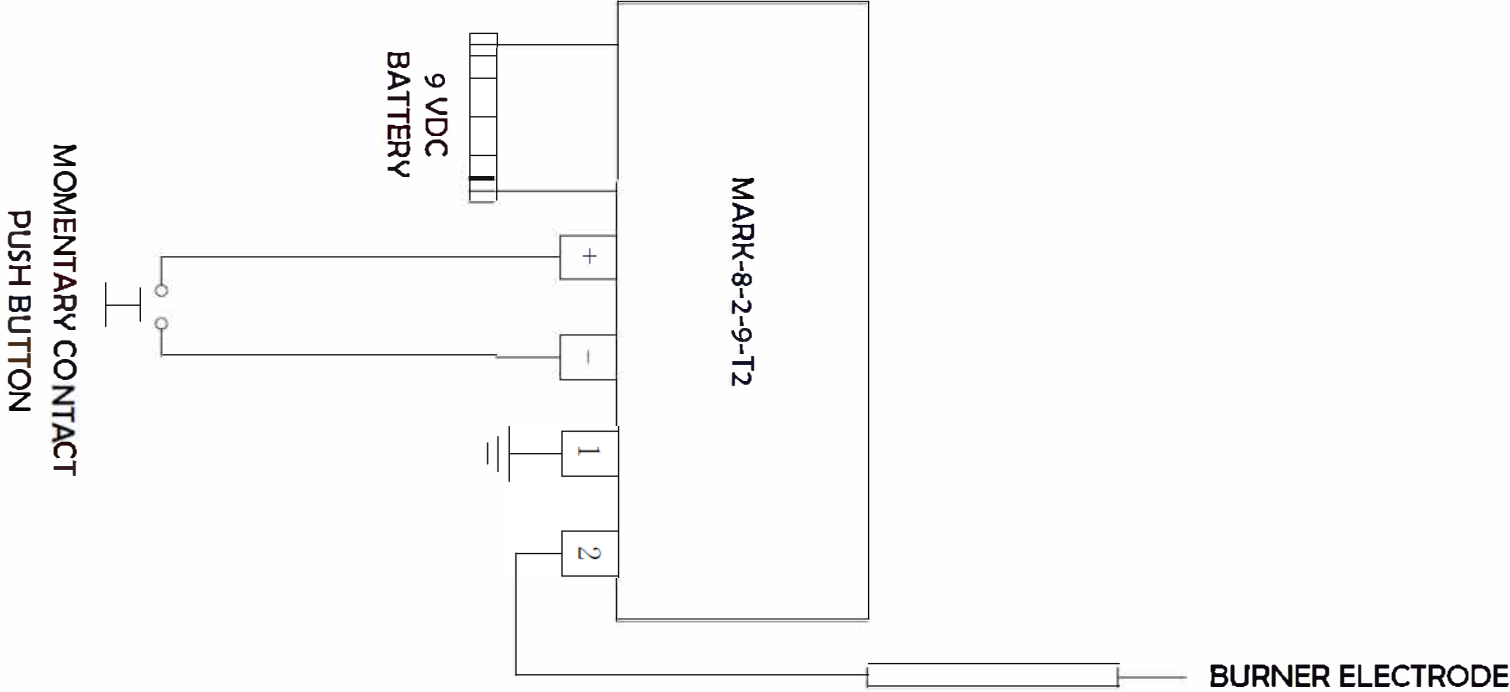 9 VDC
BATTERY
MOMENTARY CONTACT
PUSH BUTTON
MARK-8-2-9-T2
+
-
1
2
BURNER ELECTRODE